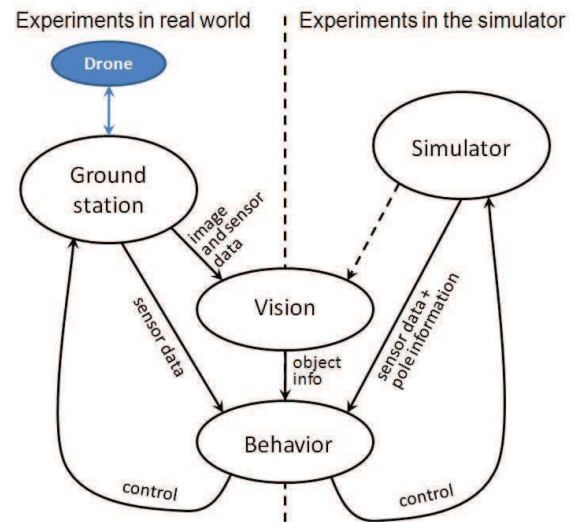 Experiments in real world
Experiments in the simulator
Drone
Ground
station
Simulator
image
and sensor
data
Vision
sensor data
sensor data +
pole information
object
info
Behavior
control
control